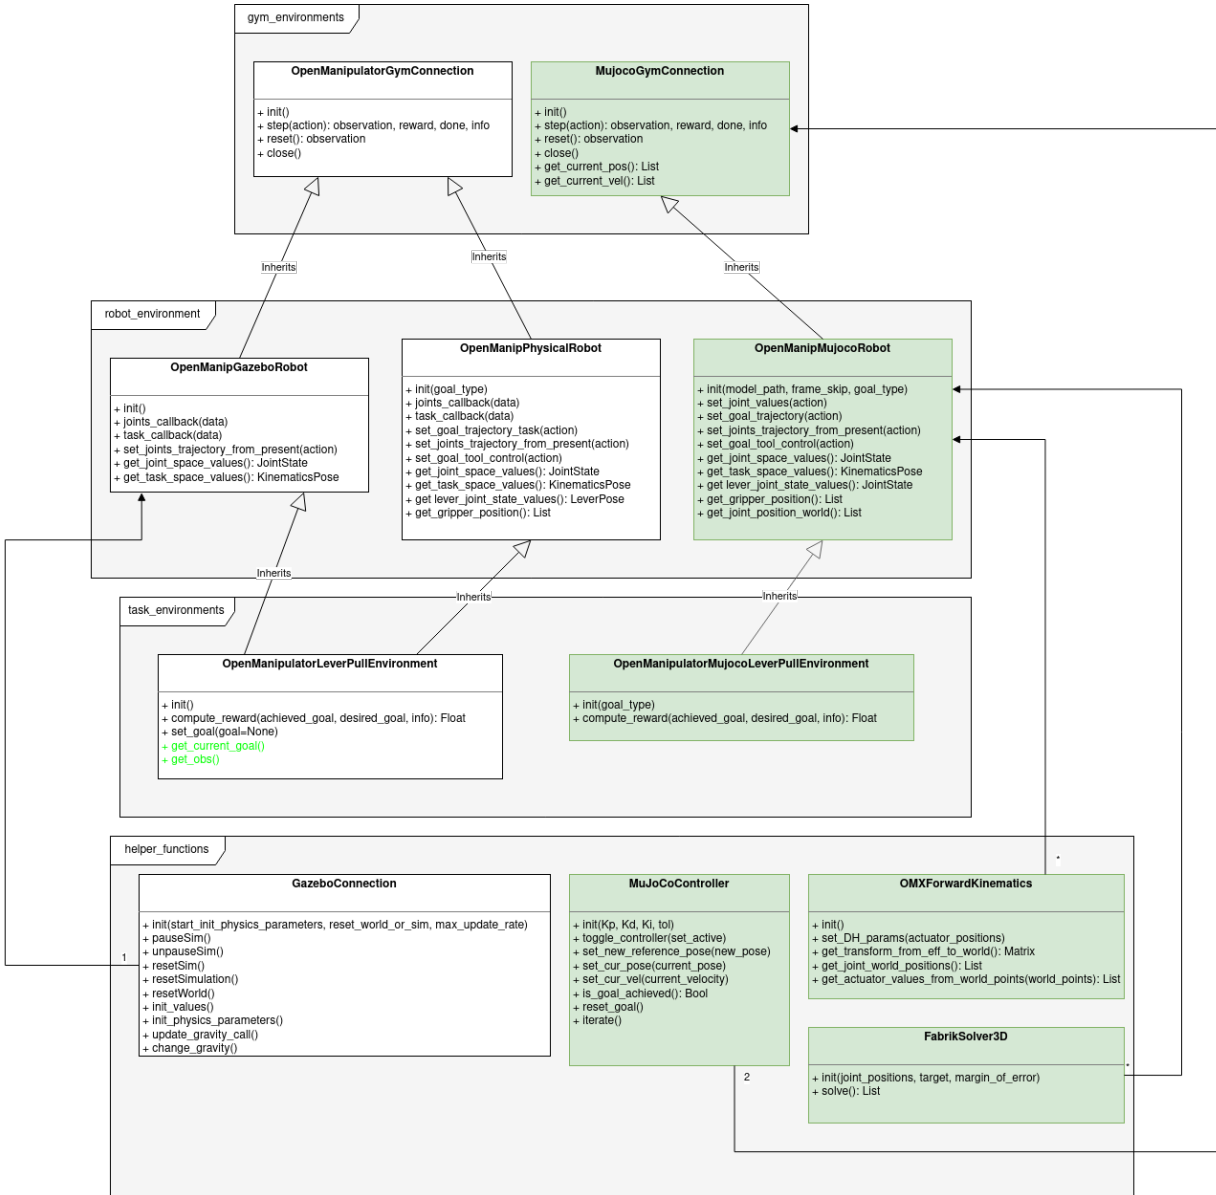 gym_environments
OpenManipulatorGymConnection
+ init()
+ step(action): observation, reward, done, info
+ reset(): observation
+ close()
MujocoGymConnection
+ init()
+ step(action): observation, reward, done, info
+ reset(): observation
+ close()
+ get_current_pos(): List
+ get_current_vel(): List
Inherits
Inherits
Inherits
robot_environment
OpenManipGazeboRobot
+ init()
+ joints_callback(data)
+ task_callback(data)
+ set_joints_trajectory_from_present(action)
+ get_joint_space_values(): JointState
+ get_task_space_values(): KinematicsPose
OpenManipPhysicalRobot
+ init(goal_type)
+ joints_callback(data)
+ task_callback(data)
+ set_goal_trajectory_task(action)
+ set_joints_trajectory_from_present(action)
+ set_goal_tool_control(action)
+ get_joint_space_values(): JointState
+ get_task_space_values(): KinematicsPose
+ get lever_joint_state_values(): LeverPose
+ get_gripper_position(): List
OpenManipMujocoRobot
+ init(model_path, frame_skip, goal_type)
+ set_joint_values(action)
+ set_goal_trajectory(action)
+ set_joints_trajectory_from_present(action)
+ set_goal_tool_control(action)
+ get_joint_space_values(): JointState
+ get_task_space_values(): KinematicsPose
+ get lever_joint_state_values(): JointState
+ get_gripper_position(): List
+ get_joint_position_world(): List
Inherits
Inherits
Inherits
task_environments
OpenManipulatorLeverPullEnvironment
+ init()
+ compute_reward(achieved_goal, desired_goal, info): Float
+ set_goal(goal=None)
+ get_current_goal()
+ get_obs()
OpenManipulatorMujocoLeverPullEnvironment
+ init(goal_type)
+ compute_reward(achieved_goal, desired_goal, info): Float
helper_functions
GazeboConnection
+ init(start_init_physics_parameters, reset_world_or_sim, max_update_rate)
+ pauseSim()
+ unpauseSim()
+ resetSim()
+ resetSimulation()
+ resetWorld()
+ init_values()
+ init_physics_parameters()
+ update_gravity_call()
+ change_gravity()
1
MuJoCoController
+ init(Kp, Kd, Ki, tol)
+ toggle_controller(set_active)
+ set_new_reference_pose(new_pose)
+ set_cur_pose(current_pose)
+ set_cur_vel(current_velocity)
+ is_goal_achieved(): Bool
+ reset_goal()
+ iterate()
2
*
OMXForwardKinematics
+ init()
+ set_DH_params(actuator_positions)
+ get_transform_from_eff_to_world(): Matrix
+ get_joint_world_positions(): List
+ get_actuator_values_from_world_points(world_points): List
FabrikSolver3D
+ init(joint_positions, target, margin_of_error)
+ solve(): List
*